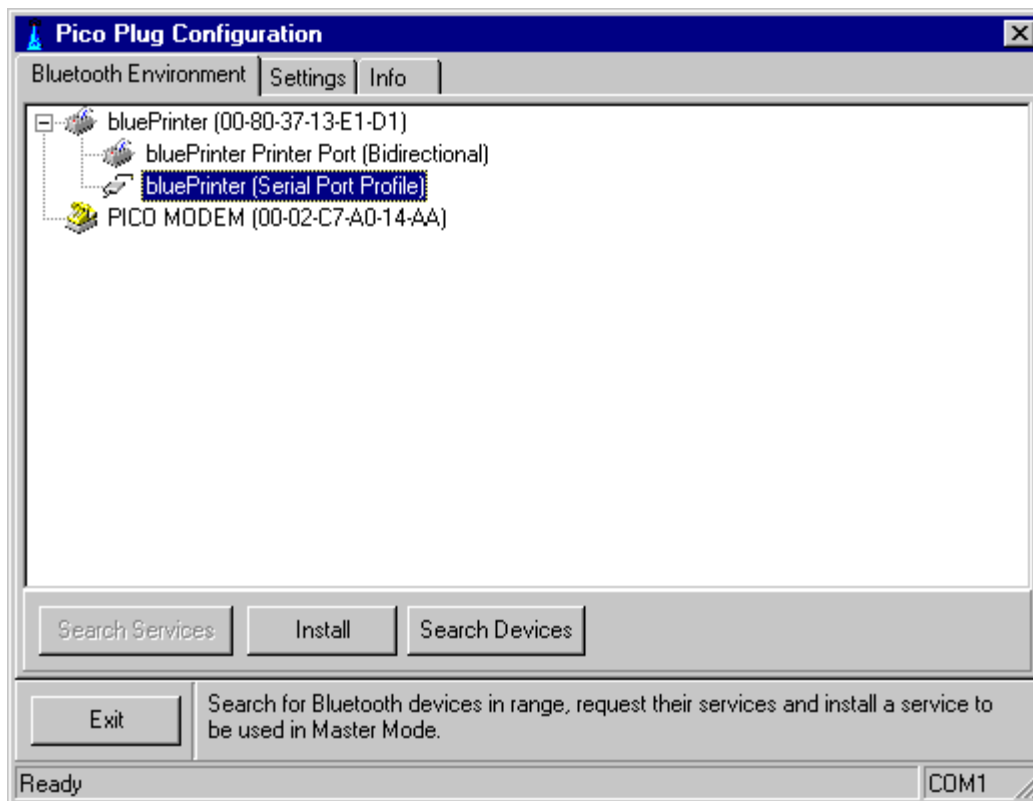 Pico Plug Configuration
Bluetooth Environment Settings Info
bluePrinter (00-80-37-13-E1-D1)
bluePrinter Printer Port (Bidirectional)
bluePrinter (Serial Port Profile)
PICO MODEM (00-02-C7-A0-14-AA)
Search Services Install Search Devices
Exit
Search for Bluetooth devices in range, request their services and install a service to
be used in Master Mode.
Ready COM1